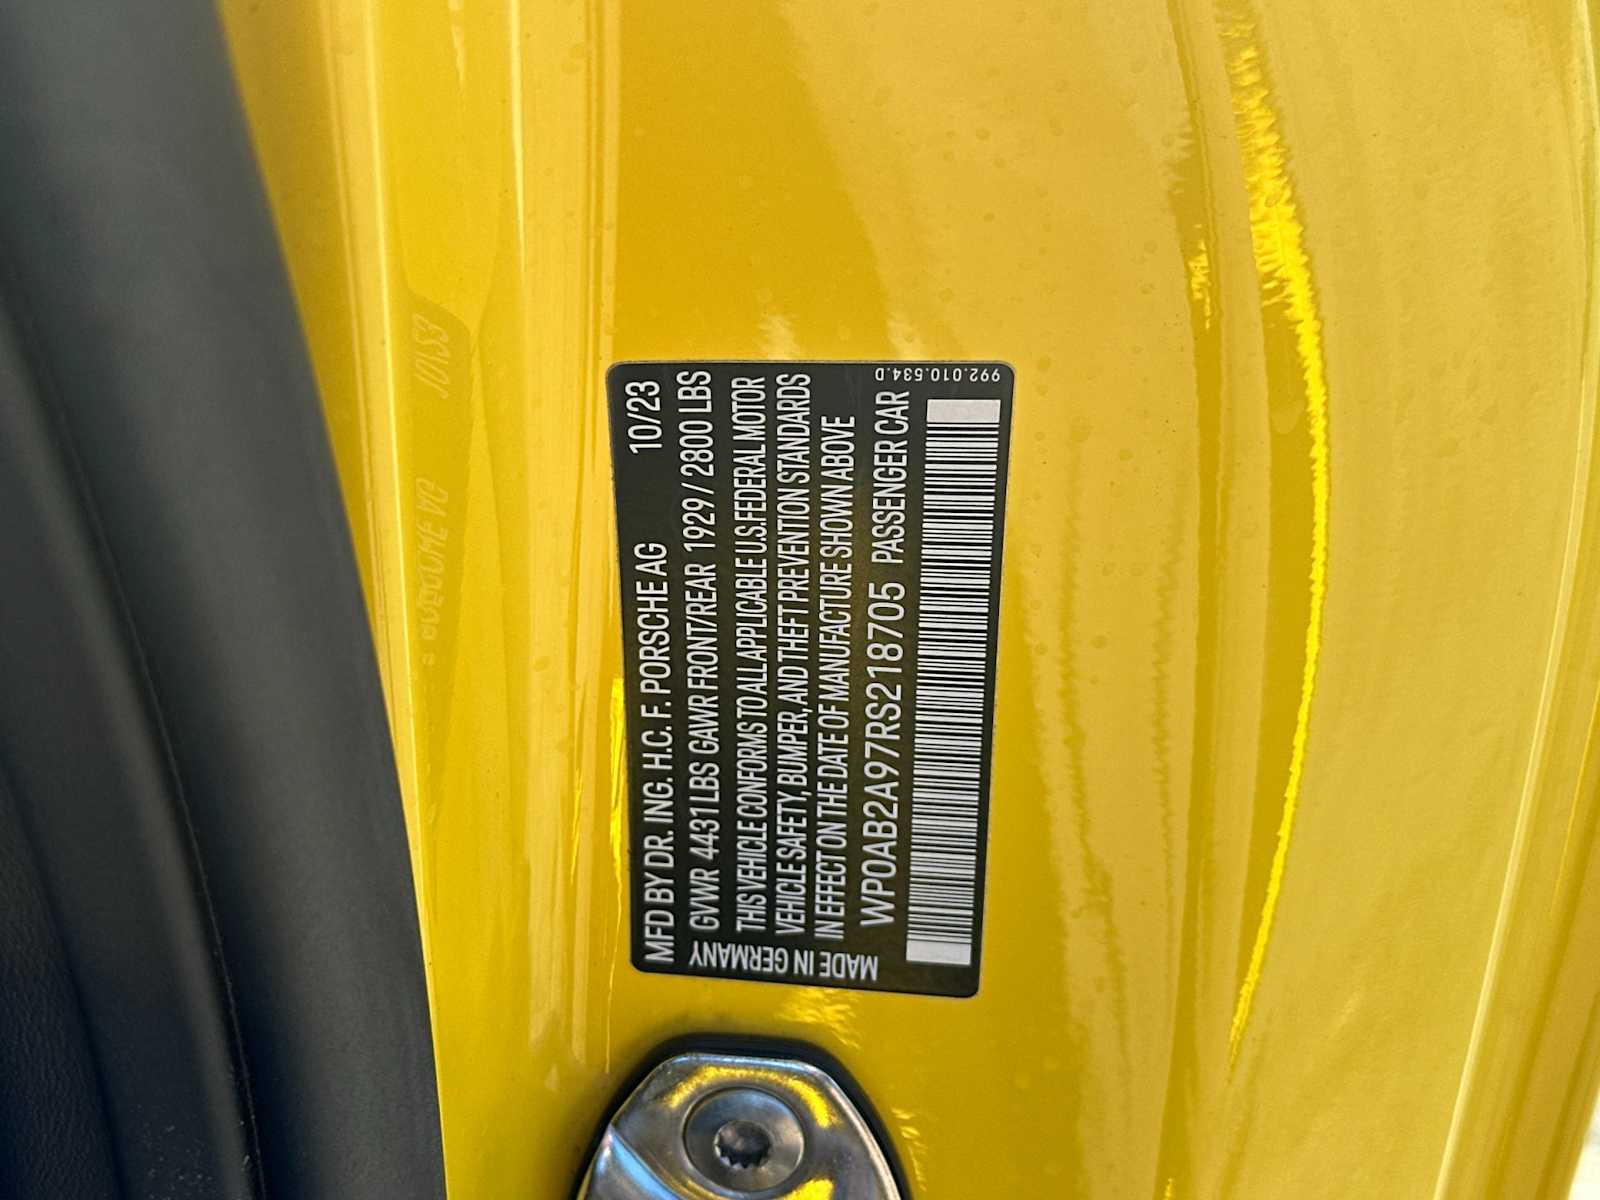 MFD BY DR. ING. H.C. F. PORSCHE AG 10/23
GVWR 4431 LBS GAWR FRONT/REAR 1929 / 2800 LBS
THIS VEHICLE CONFORMS TO ALL APPLICABLE U.S. FEDERAL MOTOR
VEHICLE SAFETY, BUMPER, AND THEFT PREVENTION STANDARDS
IN EFFECT ON THE DATE OF MANUFACTURE SHOWN ABOVE
WP0AB2A97RS218705 PASSENGER CAR
MADE IN GERMANY
992.010.534.D